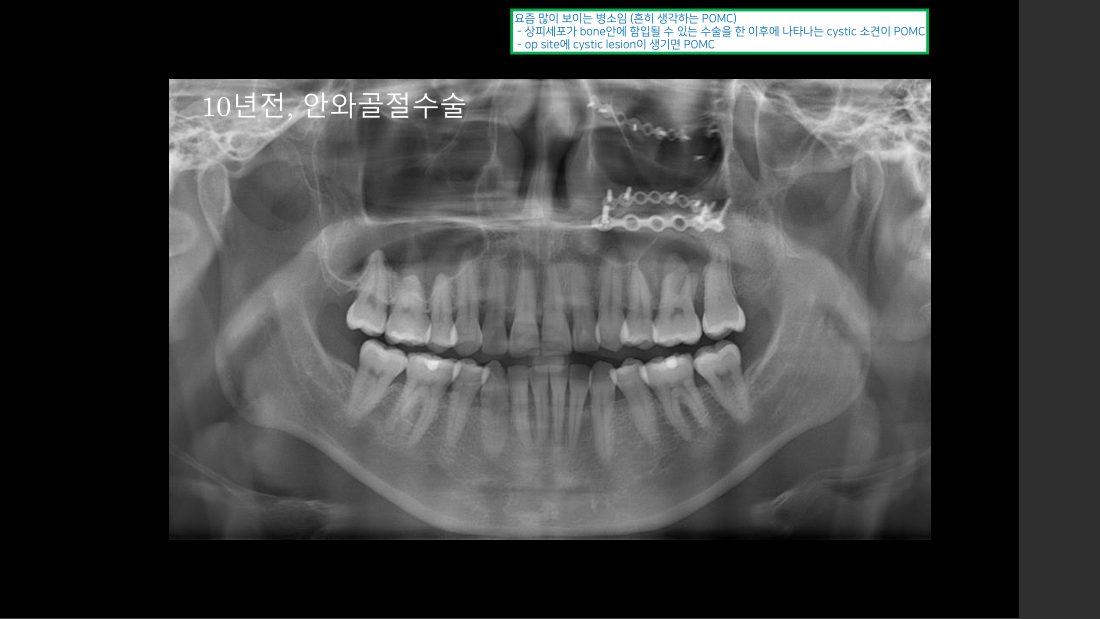 요즘 많이 보이는 병소임 (흔히 생각하는 POMC)
- 상피세포가 bone안에 함입될 수 있는 수술을 한 이후에 나타나는 cystic 소견이 POMC
- op site에 cystic lesion이 생기면 POMC
10년전, 안와골절수술